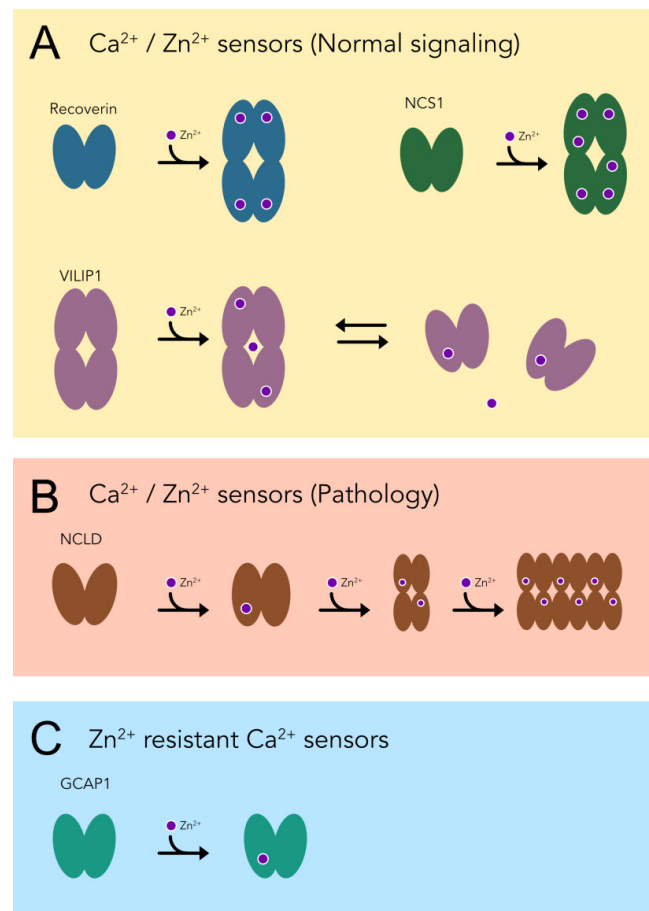 A Ca²⁺ / Zn²⁺ sensors (Normal signaling)
Recoverin
Zn²⁺
NCS1
Zn²⁺
VILIP1
Zn²⁺
B Ca²⁺ / Zn²⁺ sensors (Pathology)
NCLD
Zn²⁺
Zn²⁺
Zn²⁺
C Zn²⁺ resistant Ca²⁺ sensors
GCAP1
Zn²⁺